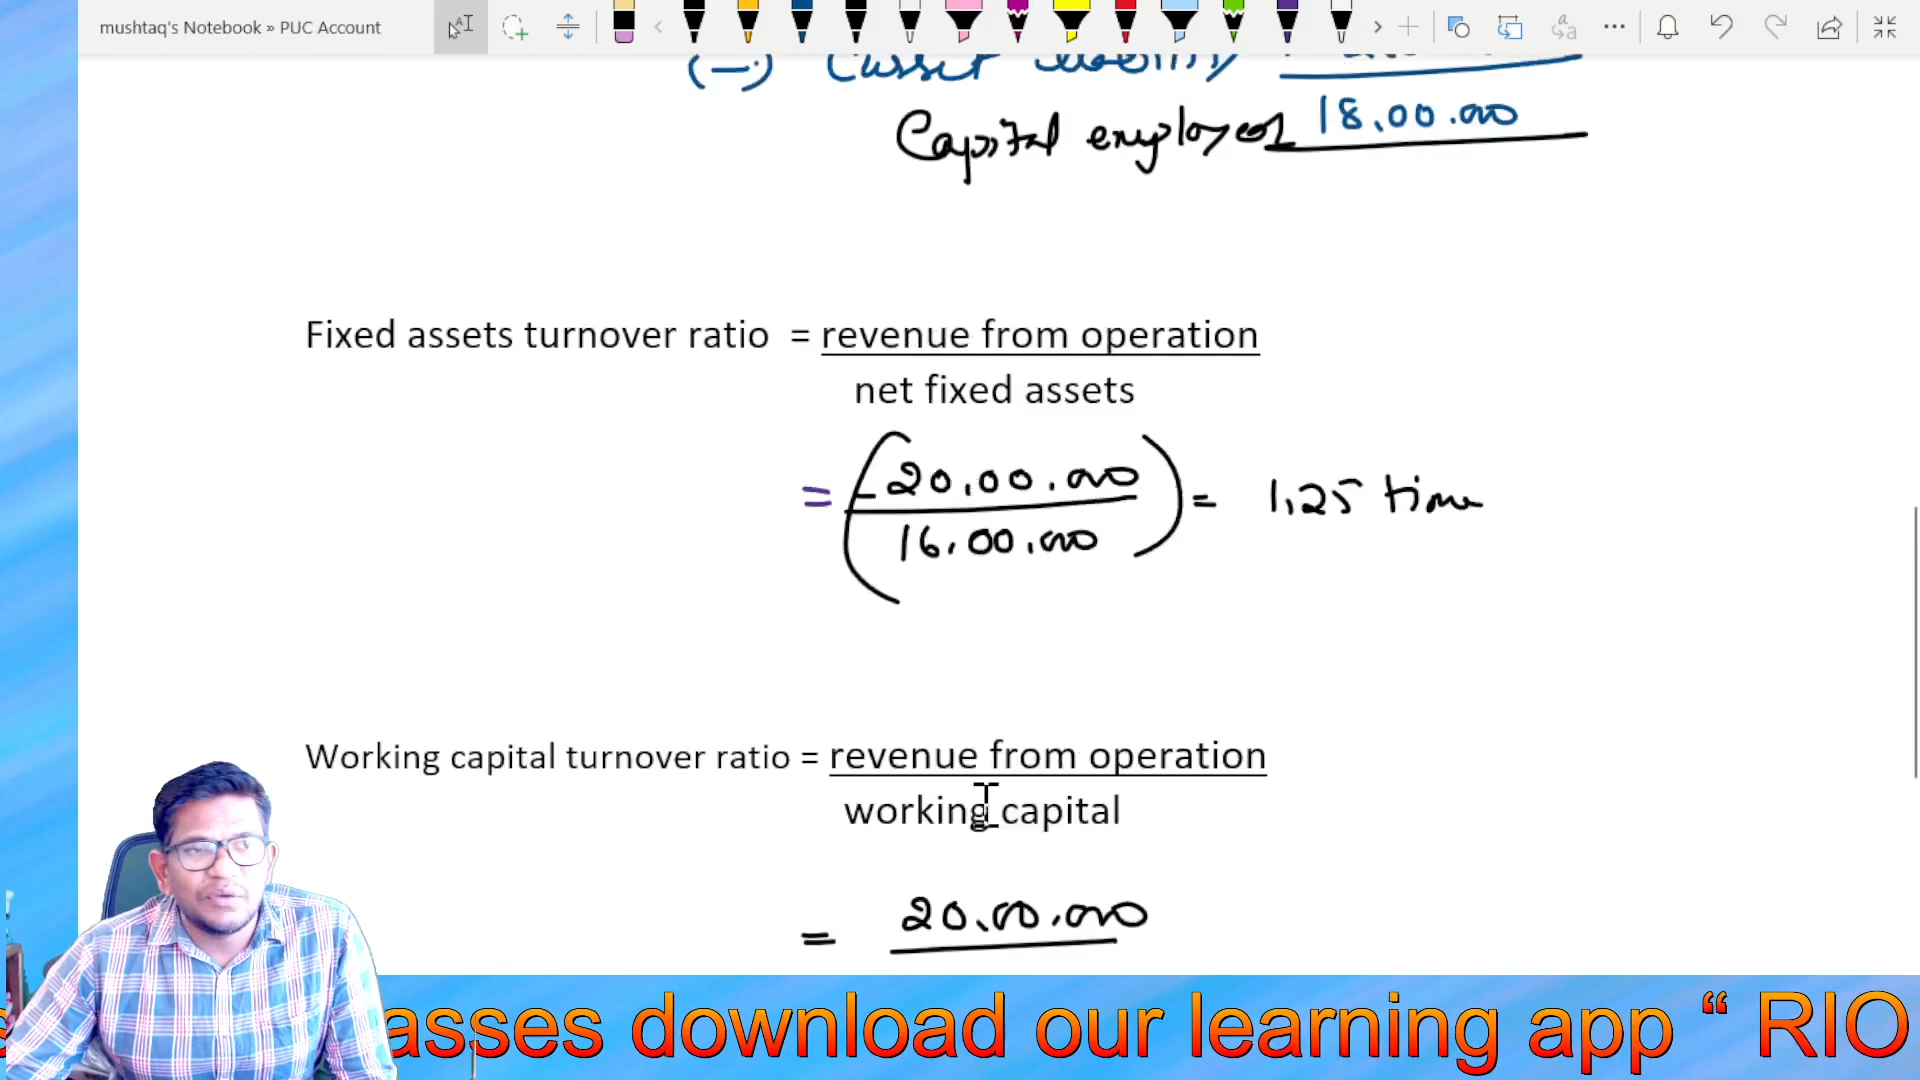 mushtaq's Notebook » PUC Account
(-) Curret liability
Capital employed 18,00,000
Fixed assets turnover ratio = revenue from operation
net fixed assets
= ( 20,00,000
16,00,000 ) = 1.25 time
Working capital turnover ratio = revenue from operation
working capital
= 20,00,000
asses download our learning app “ RIO